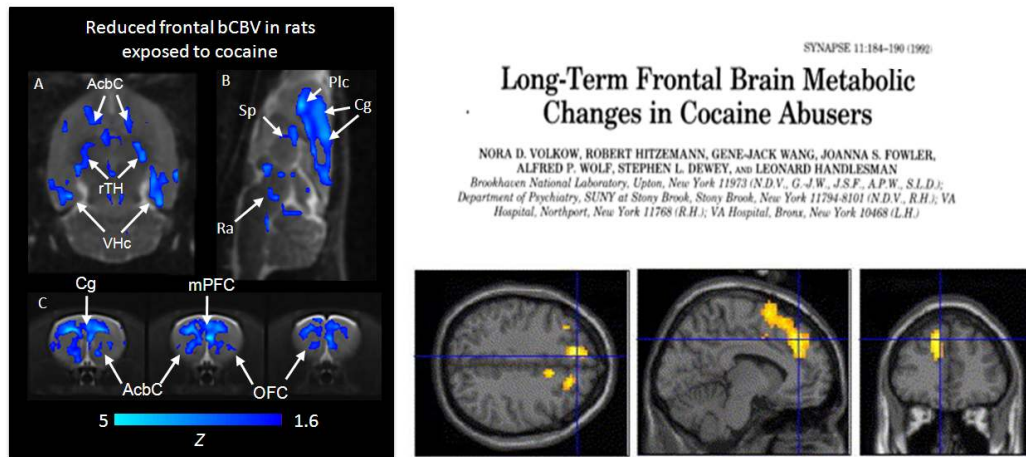 Reduced frontal bCBV in rats
exposed to cocaine
A
AcbC
rTH
VHc
B
Plc
Cg
Sp
Ra
C
Cg
mPFC
AcbC
OFC
5
1.6
Z
SYNAPSE 11:184-190 (1992)
Long-Term Frontal Brain Metabolic
Changes in Cocaine Abusers
NORA D. VOLKOW, ROBERT HITZEMANN, GENE-JACK WANG, JOANNA S. FOWLER,
ALFRED P. WOLF, STEPHEN L. DEWEY, AND LEONARD HANDLESMAN
Brookhaven National Laboratory, Upton, New York 11973 (N.D.V., G.-J.W., J.S.F., A.P.W., S.L.D.);
Department of Psychiatry, SUNY at Stony Brook, Stony Brook, New York 11794-8101 (N.D.V., R.H.); VA
Hospital, Northport, New York 11768 (R.H.); VA Hospital, Bronx, New York 10468 (L.H.)